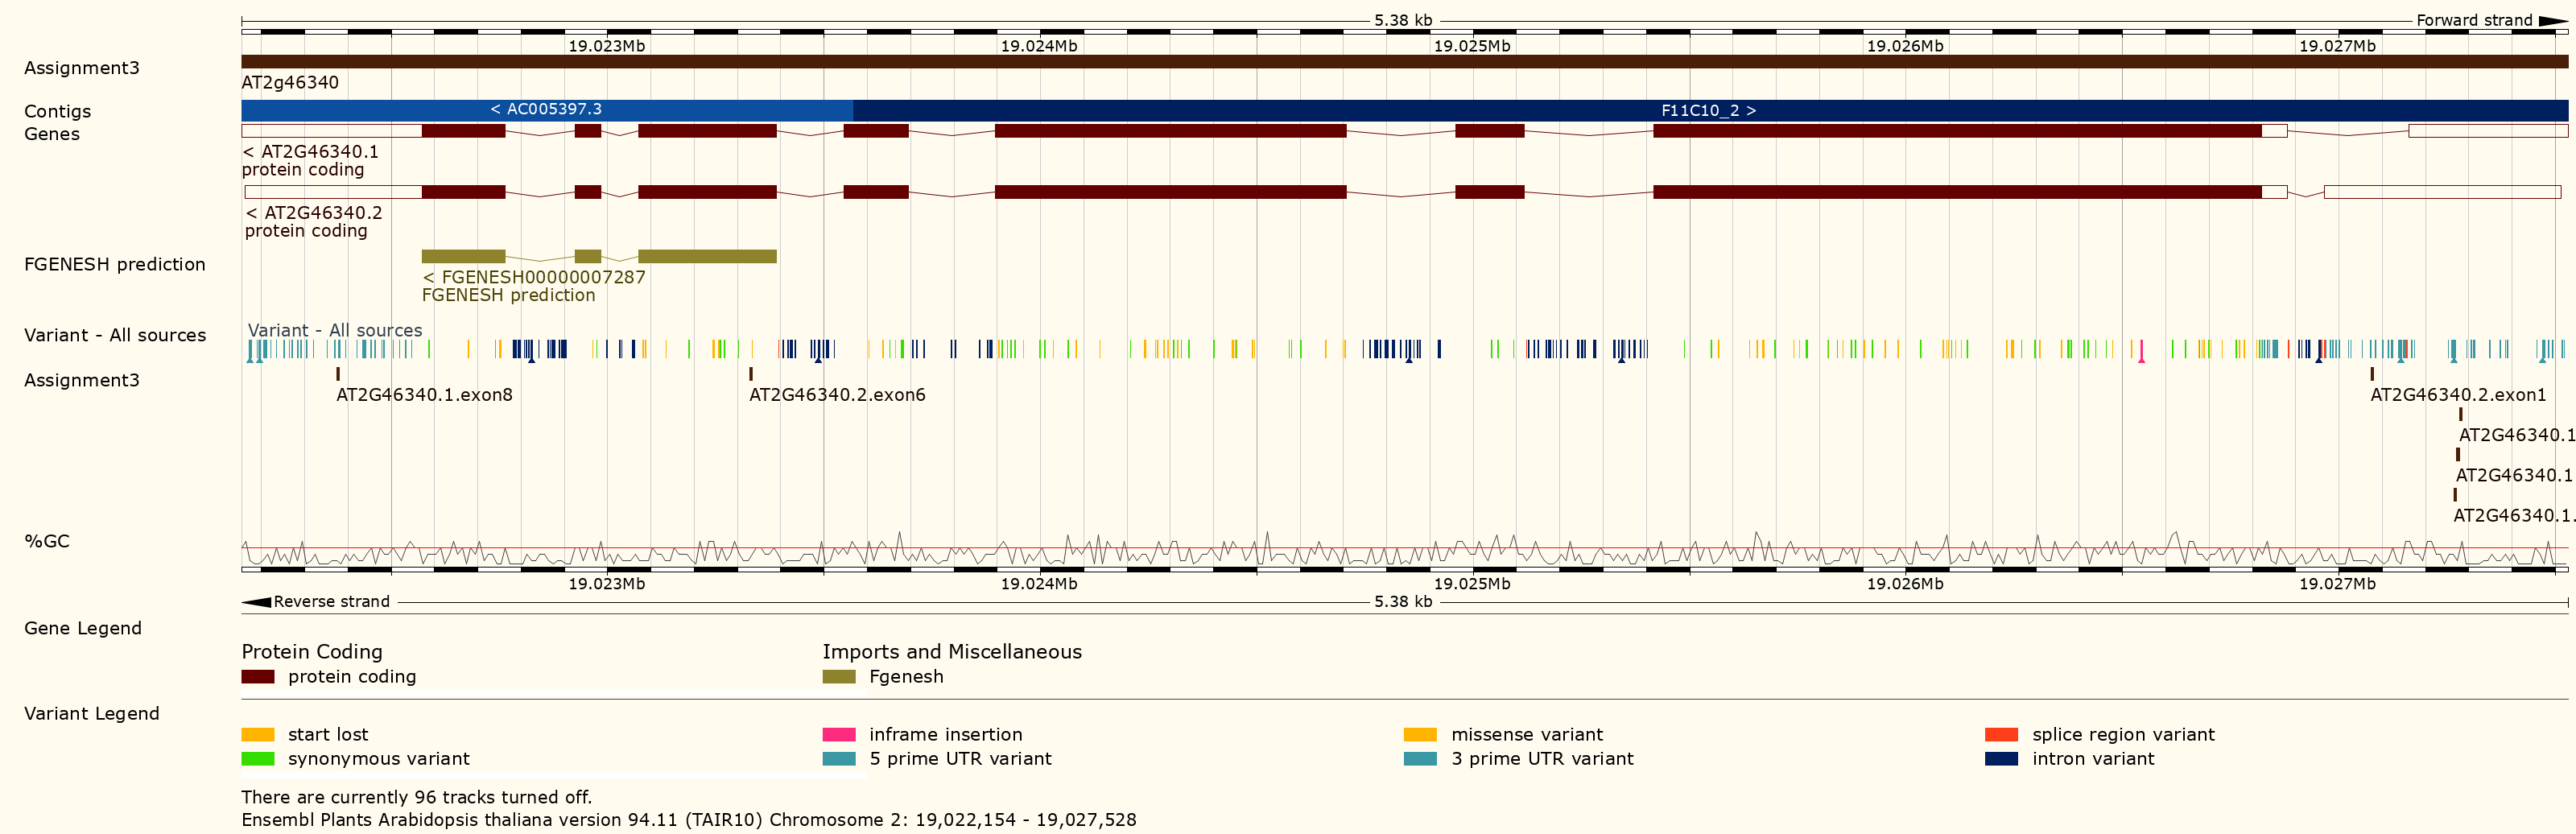 5.38 kb Forward strand
19.023Mb 19.024Mb 19.025Mb 19.026Mb 19.027Mb
Assignment3
AT2g46340
Contigs < AC005397.3 F11C10_2 >
Genes
< AT2G46340.1
protein coding
< AT2G46340.2
protein coding
FGENESH prediction
< FGENESH00000007287
FGENESH prediction
Variant - All sources Variant - All sources
Assignment3
AT2G46340.1.exon8 AT2G46340.2.exon6 AT2G46340.2.exon1
AT2G46340.1
AT2G46340.1
AT2G46340.1.
%GC
19.023Mb 19.024Mb 19.025Mb 19.026Mb 19.027Mb
Reverse strand 5.38 kb
Gene Legend
Protein Coding Imports and Miscellaneous
protein coding Fgenesh
Variant Legend
start lost inframe insertion missense variant splice region variant
synonymous variant 5 prime UTR variant 3 prime UTR variant intron variant
There are currently 96 tracks turned off.
Ensembl Plants Arabidopsis thaliana version 94.11 (TAIR10) Chromosome 2: 19,022,154 - 19,027,528